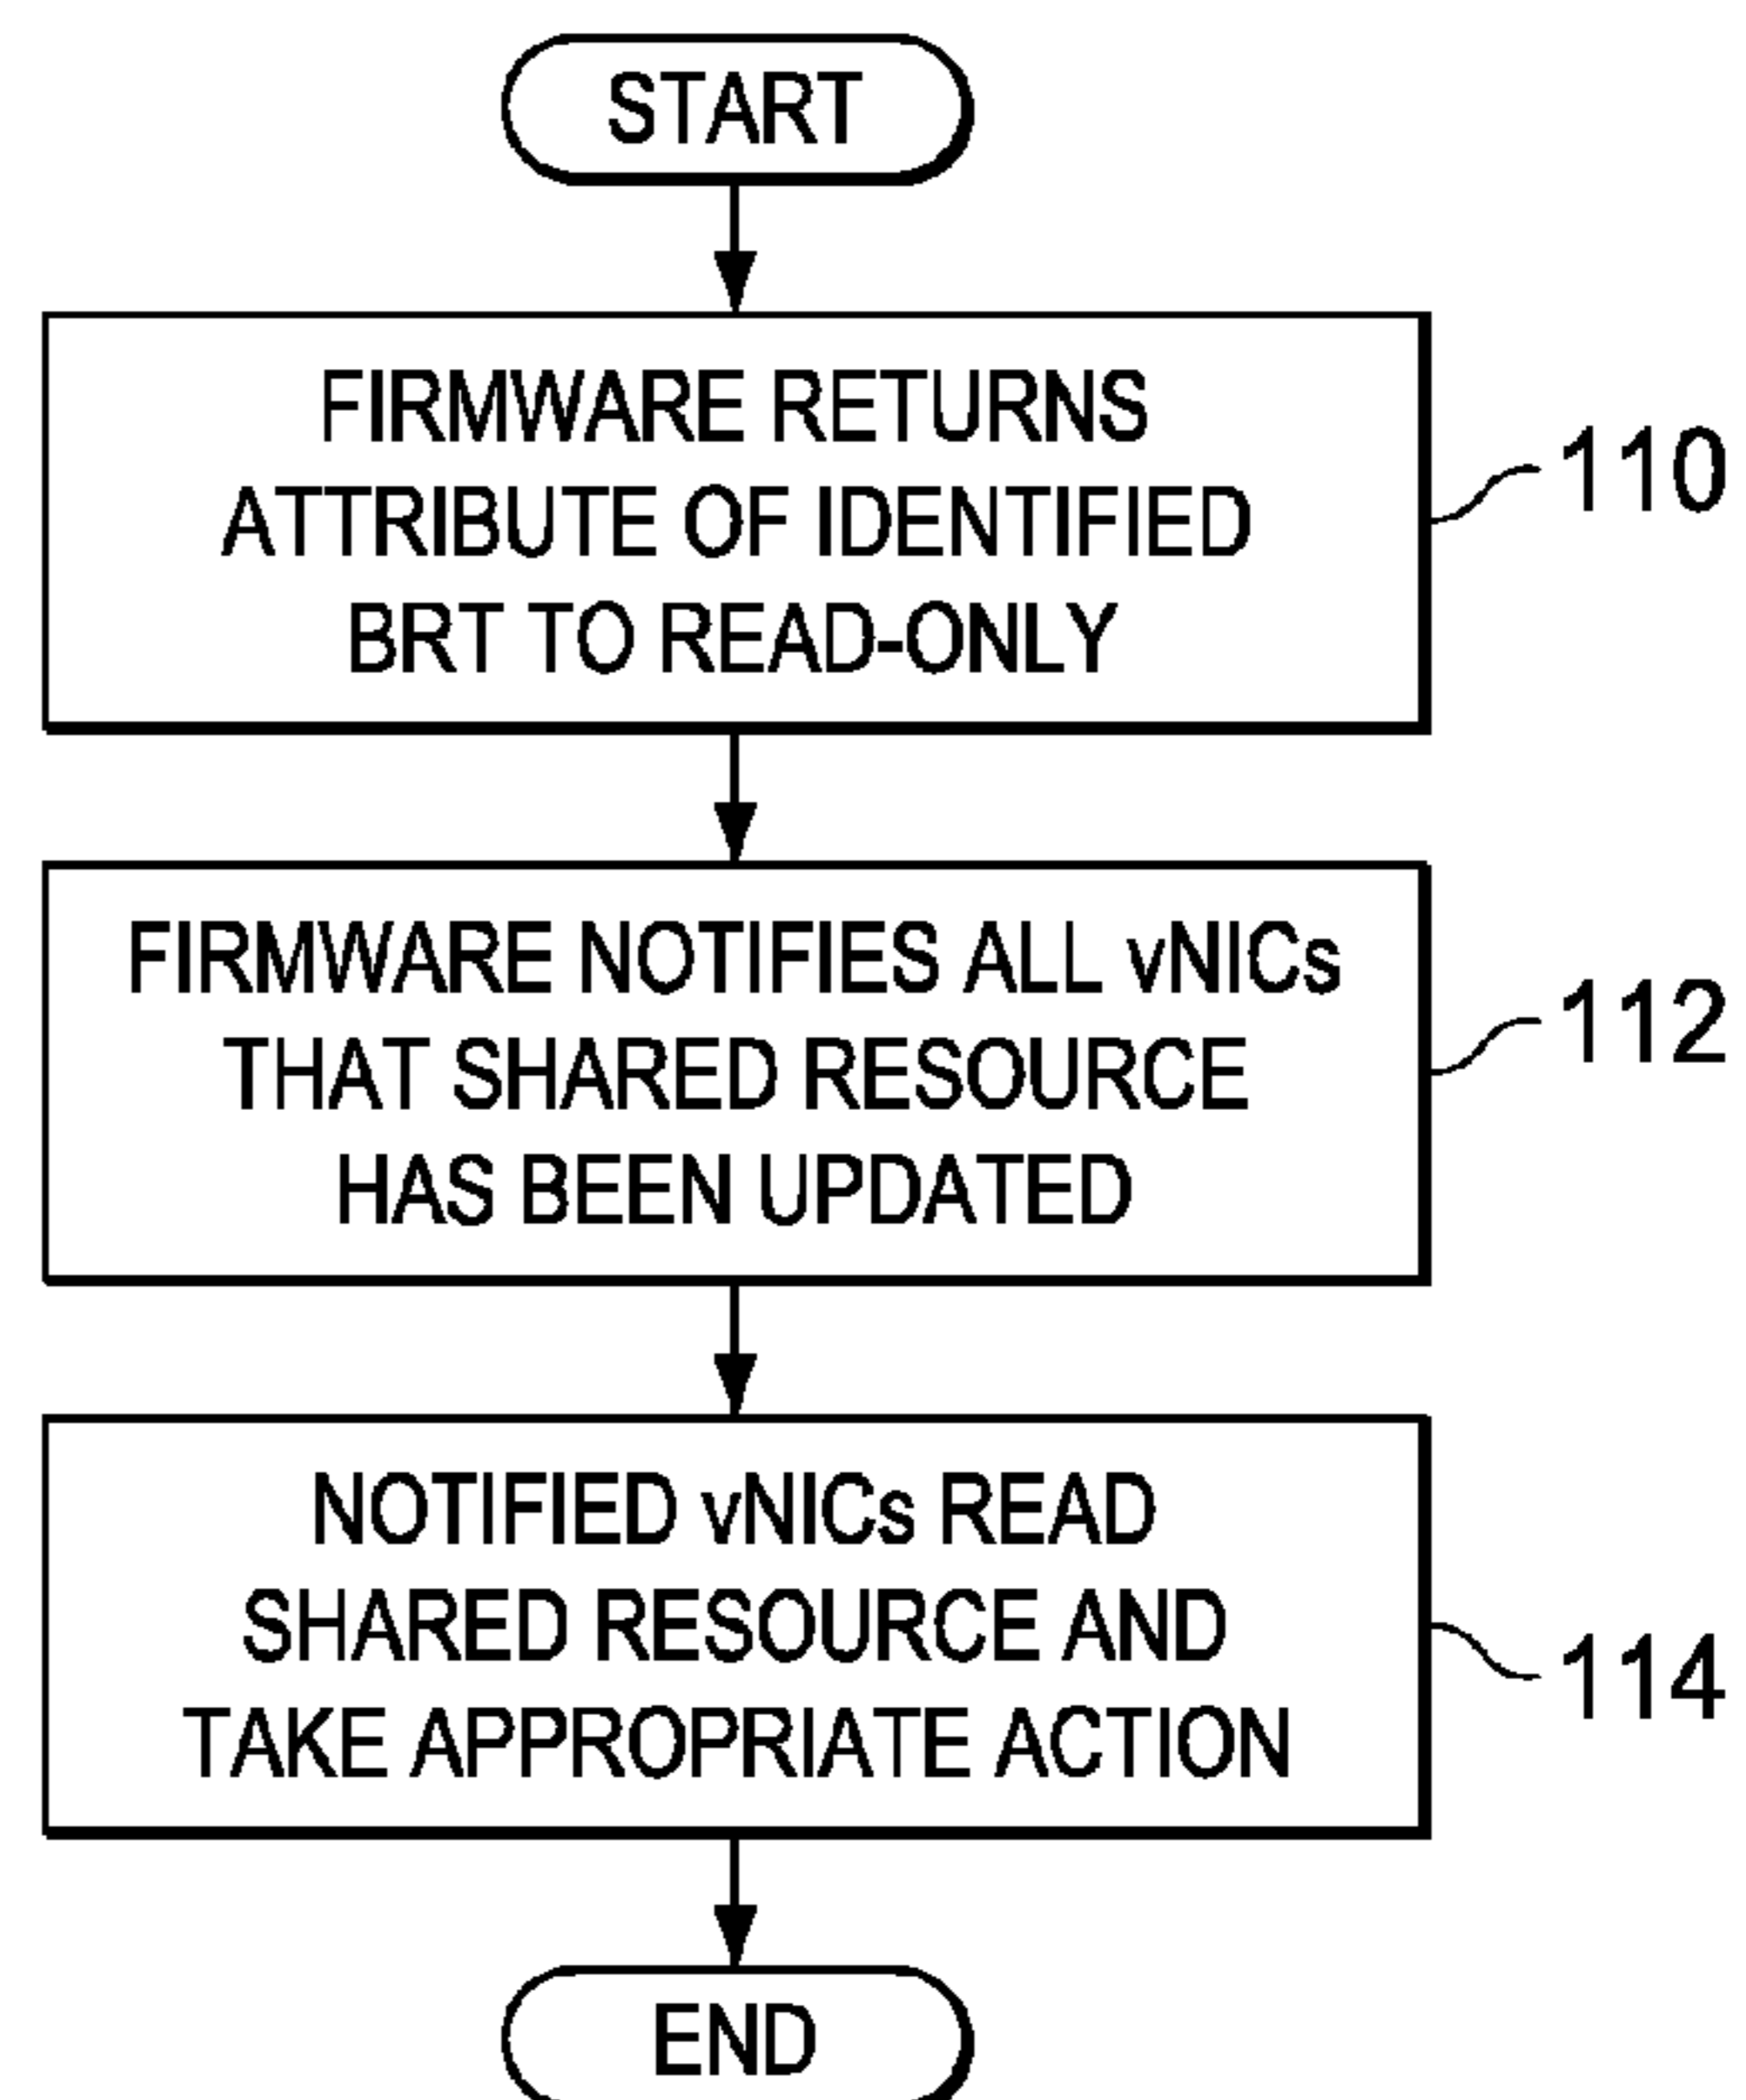 START
FIRMWARE RETURNS
ATTRIBUTE OF IDENTIFIED
BRT TO READ-ONLY
110
FIRMWARE NOTIFIES ALL vNICs
THAT SHARED RESOURCE
HAS BEEN UPDATED
112
NOTIFIED vNICs READ
SHARED RESOURCE AND
TAKE APPROPRIATE ACTION
114
END